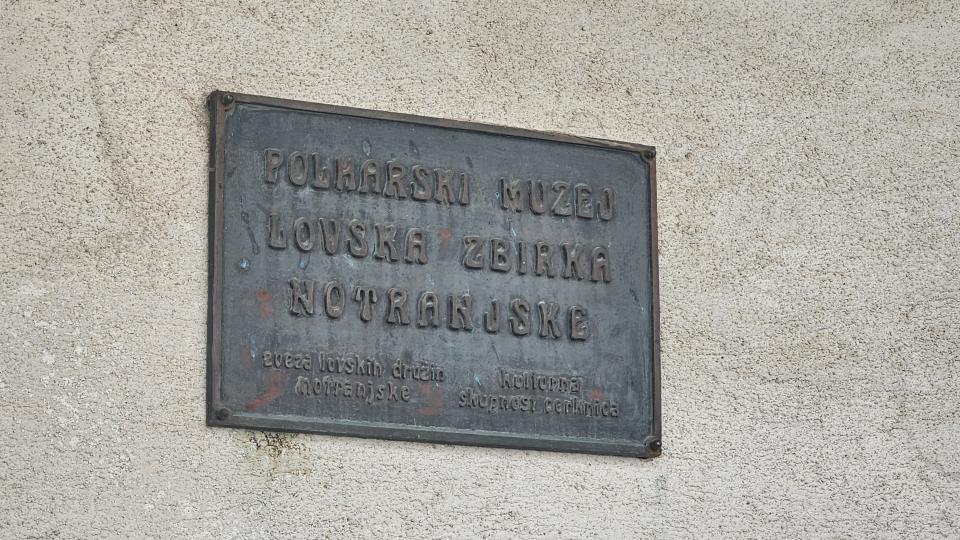 POLHARSKI MUZEJ
LOVSKA ZBIRKA
NOTRANJSKE
zveza lovskih družin
notranjske
kulturna
skupnost cerknica